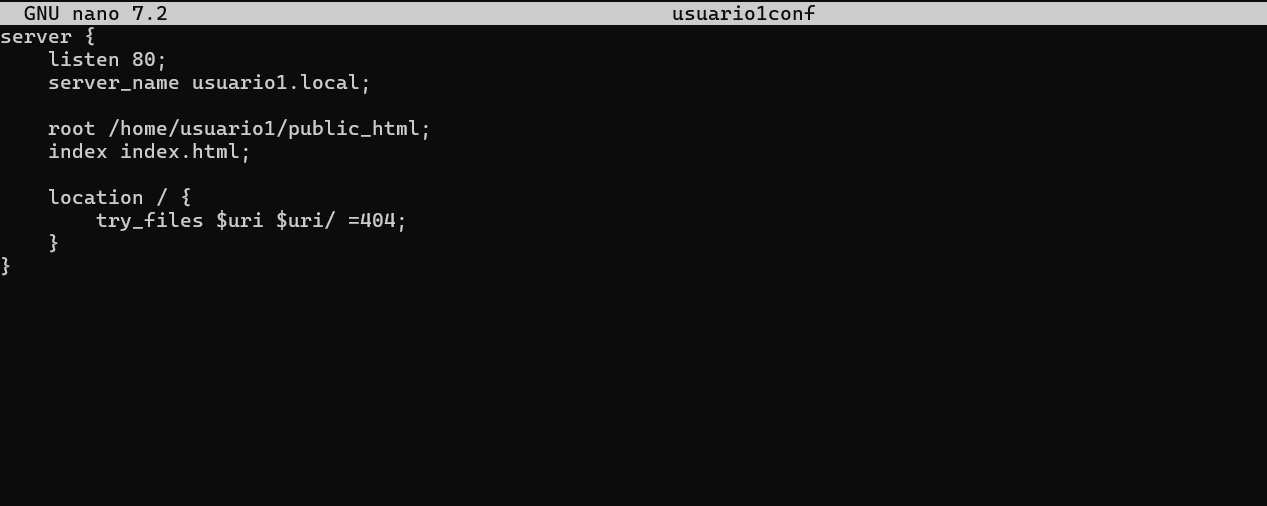 GNU nano 7.2 usuario1conf
server {
    listen 80;
    server_name usuario1.local;

    root /home/usuario1/public_html;
    index index.html;

    location / {
        try_files $uri $uri/ =404;
    }
}